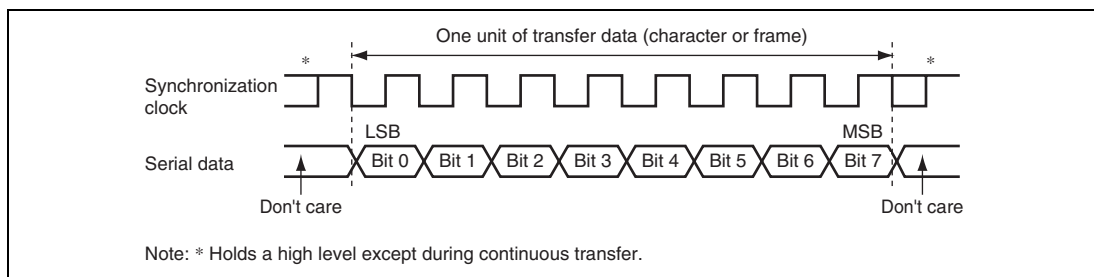 One unit of transfer data (character or frame)
* *
Synchronization
clock
LSB MSB
Serial data Bit 0 Bit 1 Bit 2 Bit 3 Bit 4 Bit 5 Bit 6 Bit 7
Don't care Don't care
Note: * Holds a high level except during continuous transfer.